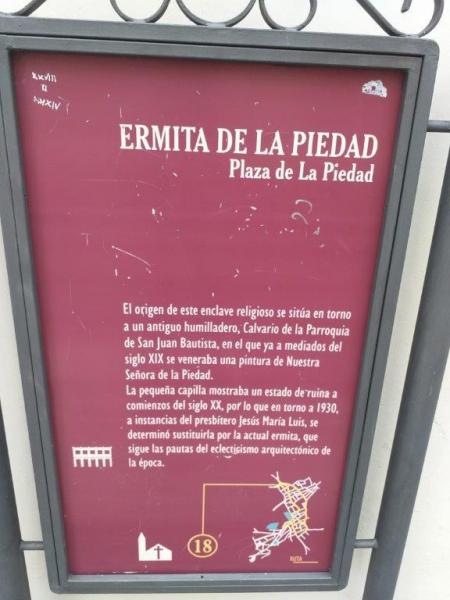 XXVIII
II
MMXIV
ERMITA DE LA PIEDAD
Plaza de La Piedad
El origen de este enclave religioso se sitúa en torno
a un antiguo humilladero, Calvario de la Parroquia
de San Juan Bautista, en el que ya a mediados del
siglo XIX se veneraba una pintura de Nuestra
Señora de la Piedad.
La pequeña capilla mostraba un estado de ruina a
comienzos del siglo XX, por lo que en torno a 1930,
a instancias del presbítero Jesús María Luis, se
determinó sustituirla por la actual ermita, que
sigue las pautas del eclecticismo arquitectónico de
la época.
18
RUTA